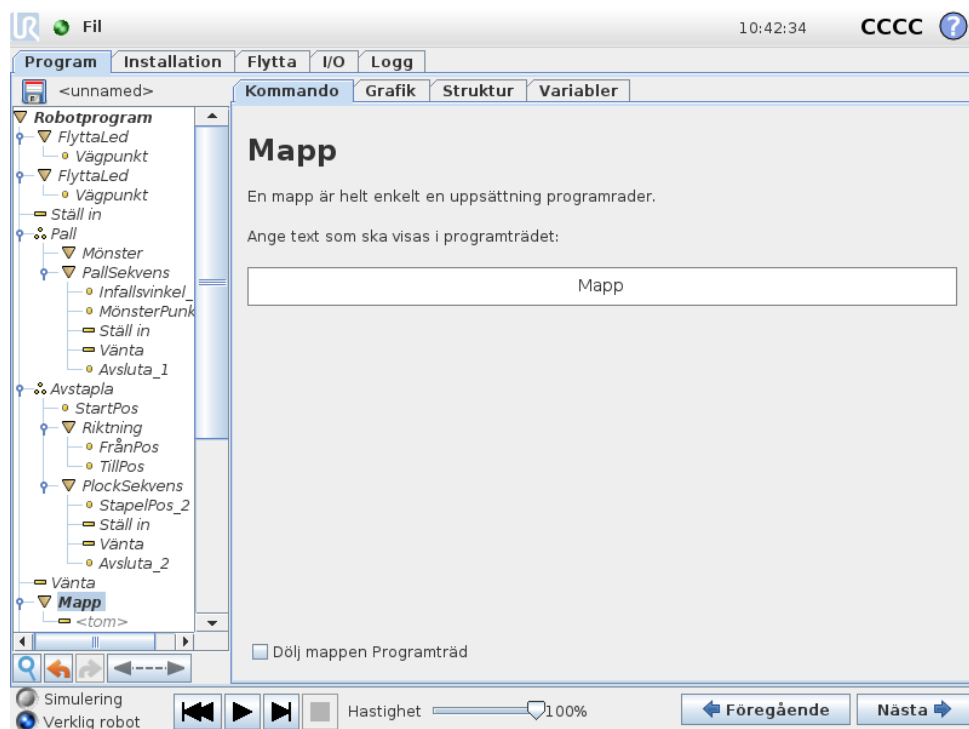 UR Fil 10:42:34 CCCC ?
Program Installation Flytta I/O Logg
<unnamed>
Kommando Grafik Struktur Variabler
Robotprogram
FlyttaLed
Vägpunkt
FlyttaLed
Vägpunkt
Ställ in
Pall
Mönster
PallSekvens
Infallsvinkel_
MönsterPunk
Ställ in
Vänta
Avsluta_1
Avstapla
StartPos
Riktning
FrånPos
TillPos
PlockSekvens
StapelPos_2
Ställ in
Vänta
Avsluta_2
Vänta
Mapp
<tom>
Mapp
En mapp är helt enkelt en uppsättning programrader.
Ange text som ska visas i programträdet:
Mapp
Dölj mappen Programträd
Simulering
Verklig robot
Hastighet 100%
Föregående
Nästa